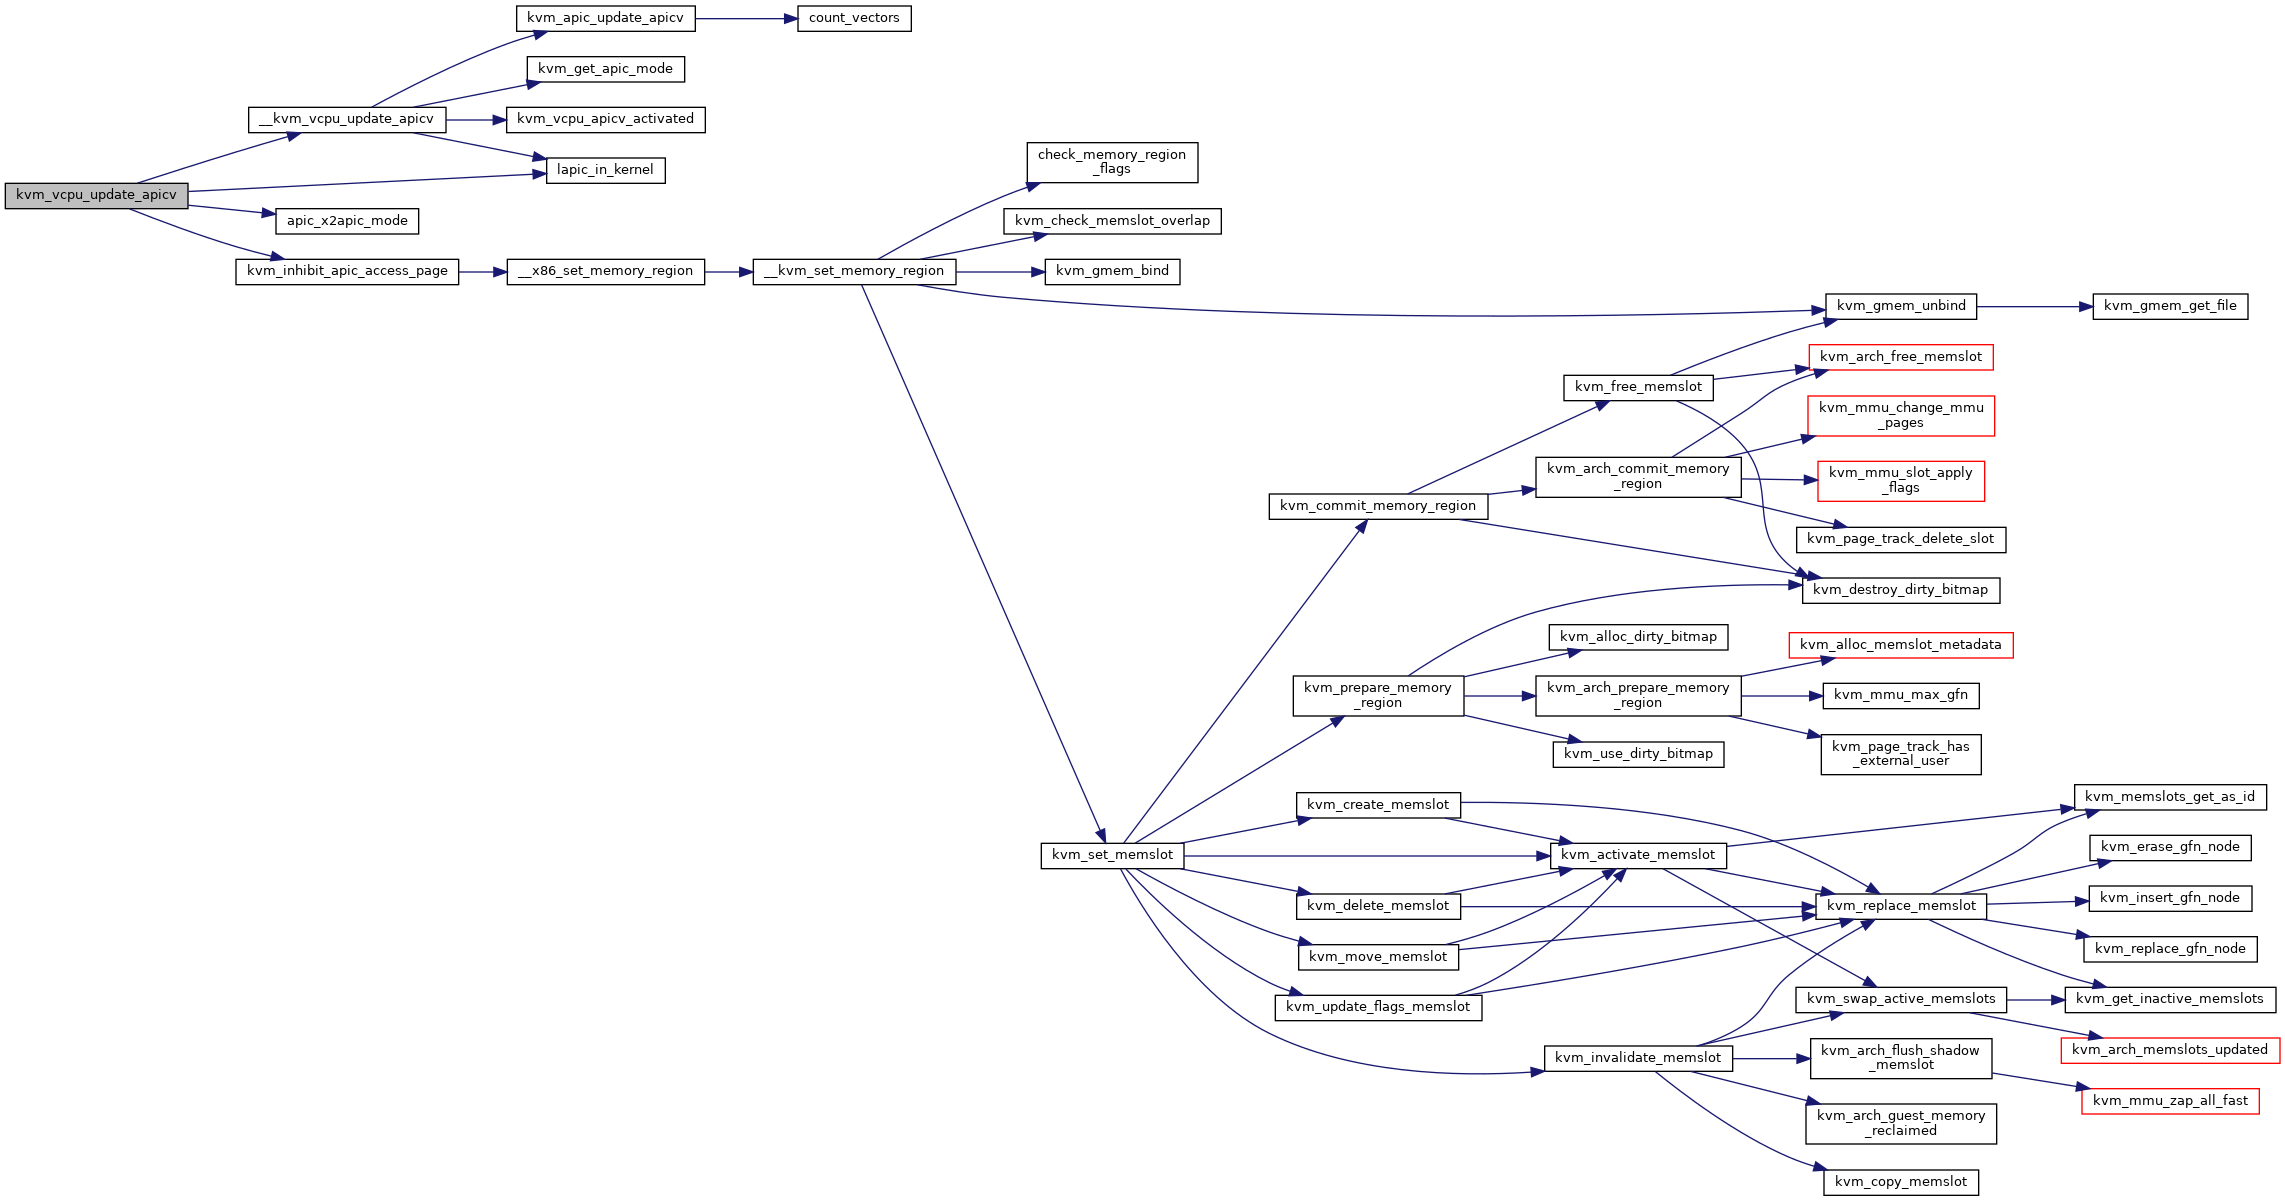 kvm_apic_update_apicv
count_vectors
kvm_get_apic_mode
__kvm_vcpu_update_apicv
kvm_vcpu_apicv_activated
lapic_in_kernel
kvm_vcpu_update_apicv
apic_x2apic_mode
kvm_inhibit_apic_access_page
__x86_set_memory_region
__kvm_set_memory_region
check_memory_region
_flags
kvm_check_memslot_overlap
kvm_gmem_bind
kvm_gmem_unbind
kvm_gmem_get_file
kvm_arch_free_memslot
kvm_free_memslot
kvm_mmu_change_mmu
_pages
kvm_arch_commit_memory
_region
kvm_mmu_slot_apply
_flags
kvm_commit_memory_region
kvm_page_track_delete_slot
kvm_destroy_dirty_bitmap
kvm_alloc_dirty_bitmap
kvm_alloc_memslot_metadata
kvm_prepare_memory
_region
kvm_arch_prepare_memory
_region
kvm_mmu_max_gfn
kvm_use_dirty_bitmap
kvm_page_track_has
_external_user
kvm_create_memslot
kvm_memslots_get_as_id
kvm_set_memslot
kvm_activate_memslot
kvm_erase_gfn_node
kvm_delete_memslot
kvm_replace_memslot
kvm_insert_gfn_node
kvm_move_memslot
kvm_replace_gfn_node
kvm_update_flags_memslot
kvm_swap_active_memslots
kvm_get_inactive_memslots
kvm_invalidate_memslot
kvm_arch_flush_shadow
_memslot
kvm_arch_memslots_updated
kvm_mmu_zap_all_fast
kvm_arch_guest_memory
_reclaimed
kvm_copy_memslot